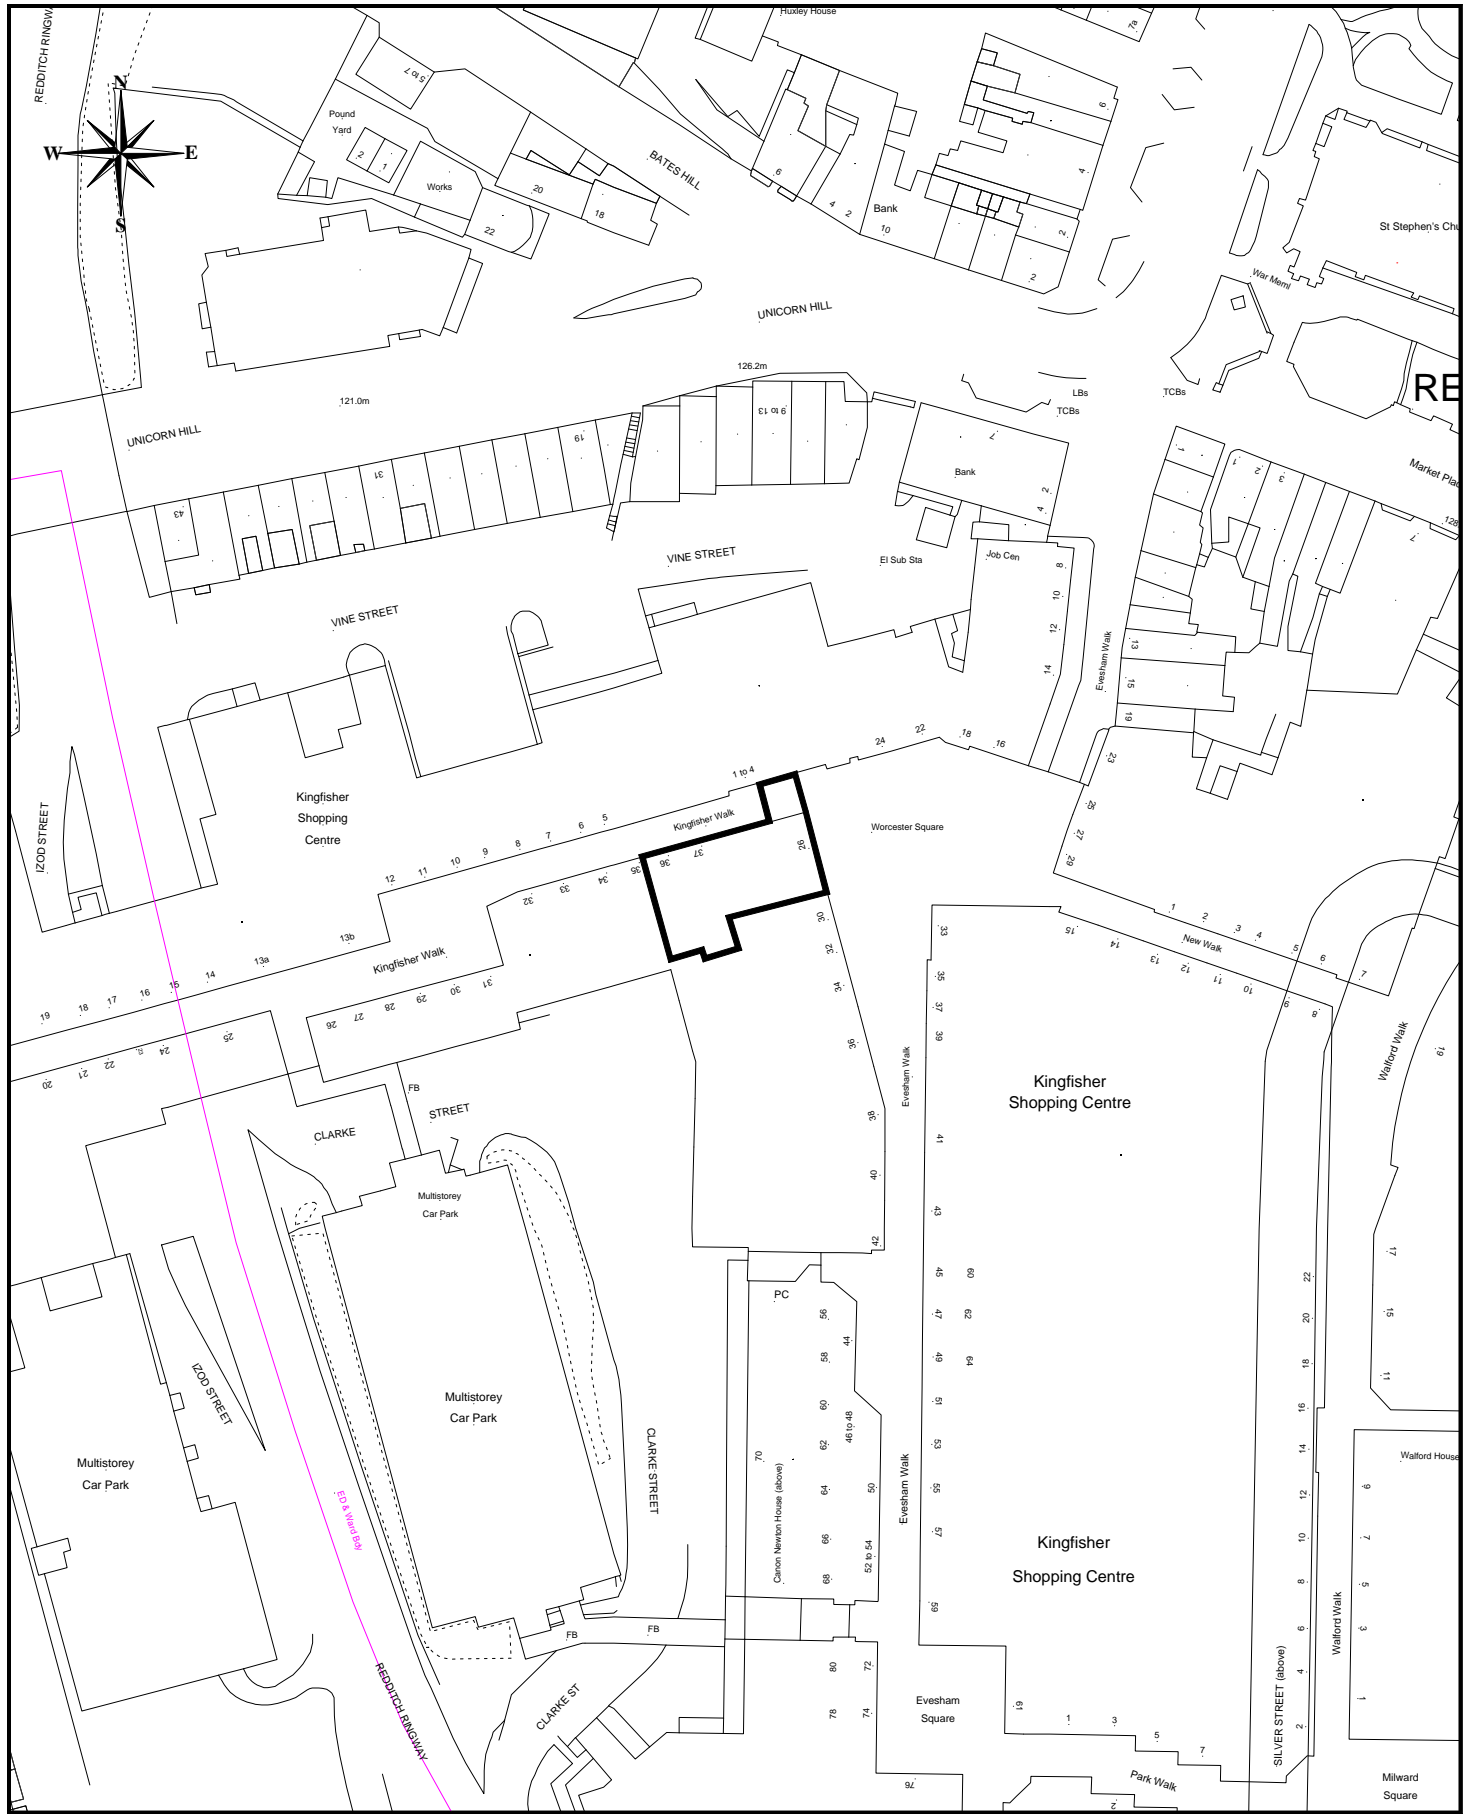 Huxley House
7a
REDDITCH RINGWAY
N
W
E
S
5 to 7
Pound
Yard
2
1
Works
20
18
22
BATES HILL
6
4
2
Bank
10
6
4
2
2
St Stephen's Chu
War Meml
UNICORN HILL
126.2m
121.0m
UNICORN HILL
LBs
TCBs
TCBs
RE
Market Plac
128
9 to 13
19
31
43
7
Bank
2
4
1
1
2
3
7
VINE STREET
El Sub Sta
Job Cen
8
10
12
14
VINE STREET
Evesham Walk
13
15
19
23
25
27
29
24
22
18
16
1 to 4
Kingfisher
Shopping
Centre
IZOD STREET
Kingfisher Walk
Worcester Square
5
6
7
8
9
10
11
12
13b
13a
14
15
16
17
18
19
35
36
37
26
34
33
32
Kingfisher Walk
31
30
29
28
27
26
25
24
22
21
20
30
32
34
36
38
40
42
33
35
37
39
41
43
45
47
49
51
53
55
57
59
60
62
64
1
2
3
4
5
6
7
New Walk
15
14
13
12
11
10
9
8
Walford Walk
19
Evesham Walk
Kingfisher
Shopping Centre
FB
STREET
CLARKE
Multistorey
Car Park
17
15
11
22
20
18
16
14
12
10
8
6
4
2
PC
56
58
60
62
64
66
68
44
46 to 48
50
52 to 54
70
Canon Newton House (above)
Evesham Walk
IZOD STREET
Multistorey
Car Park
CLARKE STREET
Multistorey
Car Park
ED & Ward Bdy
Walford House
9
7
5
3
1
Kingfisher
Shopping Centre
Walford Walk
SILVER STREET (above)
FB
FB
REDDITCH RINGWAY
CLARKE ST
80
72
78
74
Evesham
Square
61
1
3
5
7
76
Park Walk
2
Milward
Square